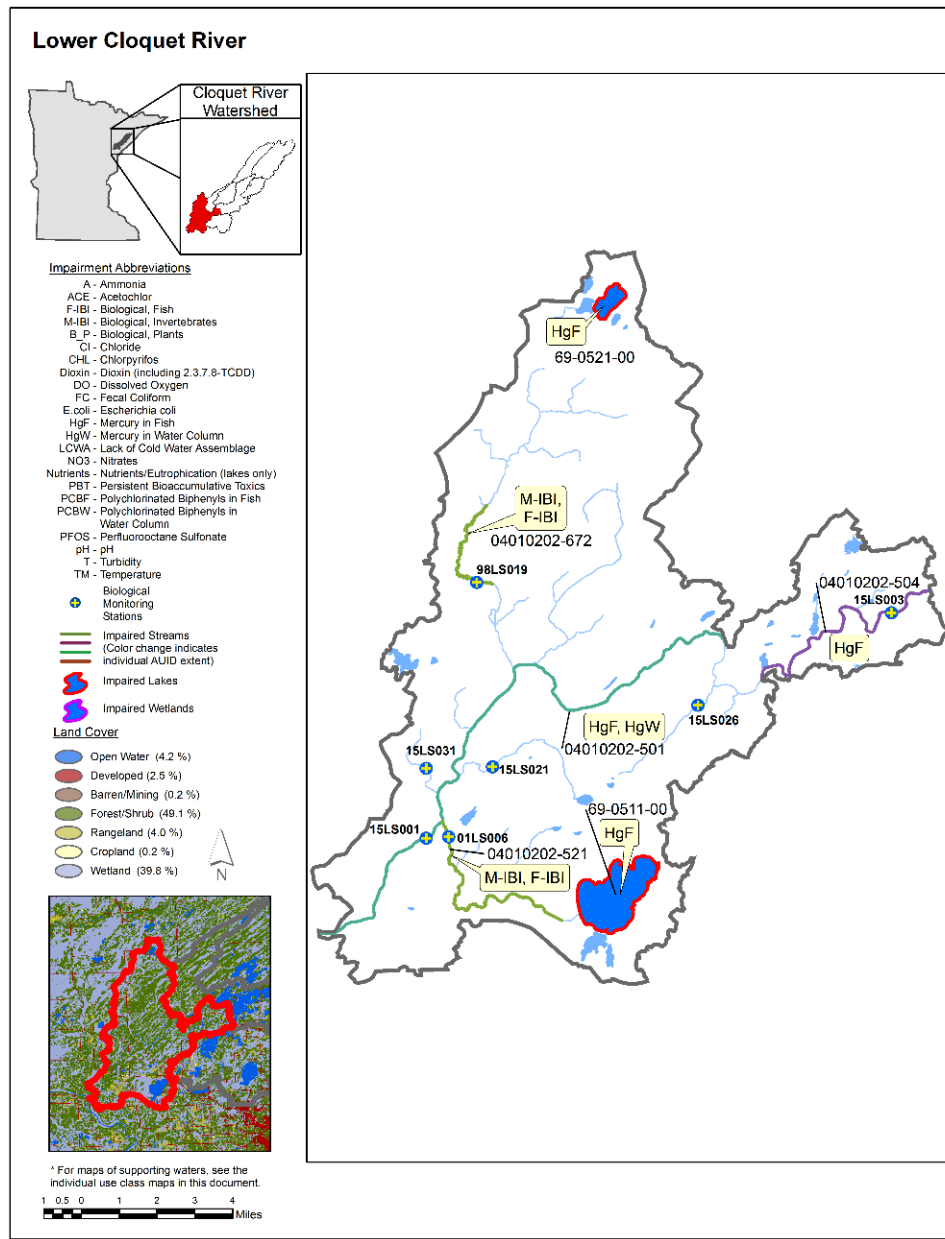 Lower Cloquet River
Cloquet River
Watershed
Impairment Abbreviations
A - Ammonia
ACE - Acetochlor
F-IBI - Biological, Fish
M-IBI - Biological, Invertebrates
B_P - Biological, Plants
Cl - Chloride
CHL - Chlorpyrifos
Dioxin - Dioxin (including 2.3.7.8-TCDD)
DO - Dissolved Oxygen
FC - Fecal Coliform
E.coli - Escherichia coli
HgF - Mercury in Fish
HgW - Mercury in Water Column
LCWA - Lack of Cold Water Assemblage
NO3 - Nitrates
Nutrients - Nutrients/Eutrophication (lakes only)
PBT - Persistent Bioaccumulative Toxics
PCBF - Polychlorinated Biphenyls in Fish
PCBW - Polychlorinated Biphenyls in
Water Column
PFOS - Perfluorooctane Sulfonate
pH - pH
T - Turbidity
TM - Temperature
Biological
Monitoring
Stations
Impaired Streams
(Color change indicates
individual AUID extent)
Impaired Lakes
Impaired Wetlands
Land Cover
Open Water (4.2 %)
Developed (2.5 %)
Barren/Mining (0.2 %)
Forest/Shrub (49.1 %)
Rangeland (4.0 %)
Cropland (0.2 %)
Wetland (39.8 %)
N
* For maps of supporting waters, see the
individual use class maps in this document.
1 0.5 0 1 2 3 4
Miles
HgF
69-0521-00
M-IBI,
F-IBI
04010202-672
98LS019
04010202-504
15LS003
HgF
15LS026
HgF, HgW
04010202-501
15LS031
15LS021
69-0511-00
HgF
15LS001
01LS006
04010202-521
M-IBI, F-IBI